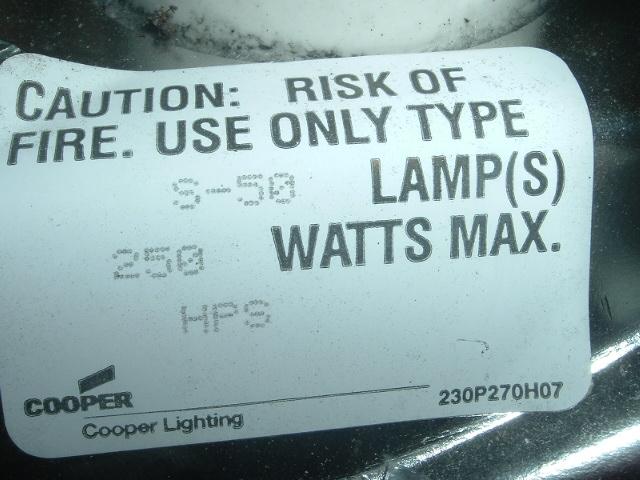 CAUTION: RISK OF
FIRE. USE ONLY TYPE
S-50 LAMP(S)
250 WATTS MAX.
HPS
COOPER
Cooper Lighting
230P270H07